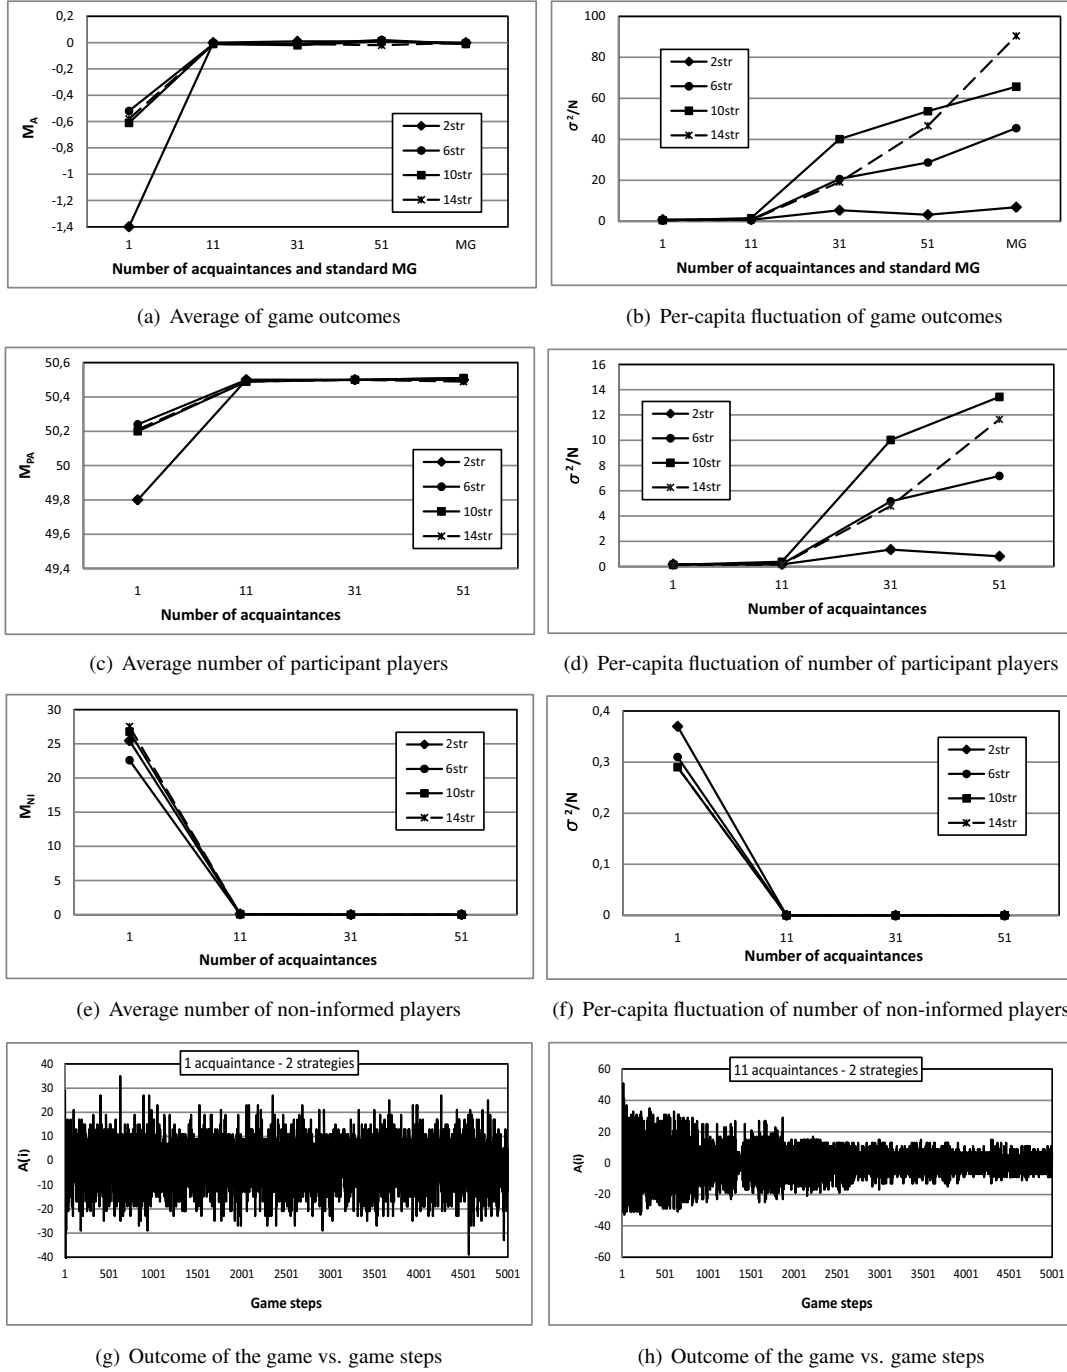 0,2
0
-0,2
-0,4
-0,6
-0,8
-1
-1,2
-1,4
M_A
2str
6str
10str
14str
1 11 31 51 MG
Number of acquaintances and standard MG
(a) Average of game outcomes
100
80
60
40
20
0
σ²/N
2str
6str
10str
14str
1 11 31 51 MG
Number of acquaintances and standard MG
(b) Per-capita fluctuation of game outcomes
50,6
50,4
50,2
50
49,8
49,6
49,4
M_PA
2str
6str
10str
14str
1 11 31 51
Number of acquaintances
(c) Average number of participant players
16
14
12
10
8
6
4
2
0
σ²/N
2str
6str
10str
14str
1 11 31 51
Number of acquaintances
(d) Per-capita fluctuation of number of participant players
30
25
20
15
10
5
0
M_NI
2str
6str
10str
14str
1 11 31 51
Number of acquaintances
(e) Average number of non-informed players
0,4
0,3
0,2
0,1
0
σ²/N
2str
6str
10str
14str
1 11 31 51
Number of acquaintances
(f) Per-capita fluctuation of number of non-informed players
1 acquaintance - 2 strategies
40
30
20
10
0
-10
-20
-30
-40
A(i)
1 501 1001 1501 2001 2501 3001 3501 4001 4501 5001
Game steps
(g) Outcome of the game vs. game steps
11 acquaintances - 2 strategies
60
40
20
0
-20
-40
-60
A(i)
1 501 1001 1501 2001 2501 3001 3501 4001 4501 5001
Game steps
(h) Outcome of the game vs. game steps